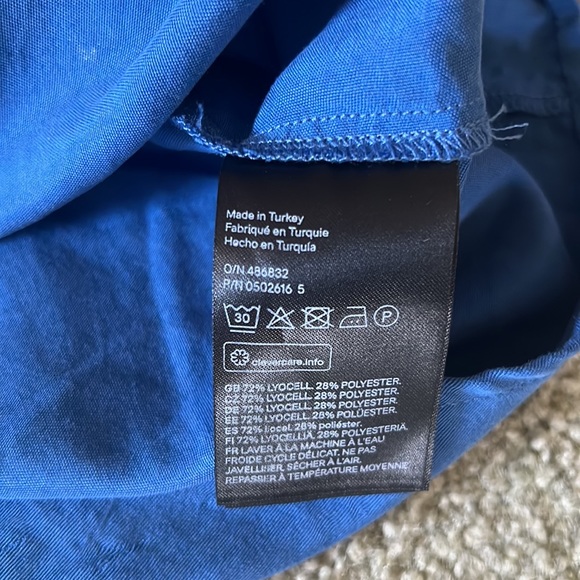 Made in Turkey
Fabriqué en Turquie
Hecho en Turquía
O/N 486832
P/N 0502616 5
30 P
clevercare.info
GB 72% LYOCELL. 28% POLYESTER.
CZ 72% LYOCELL. 28% POLYESTER.
DE 72% LYOCELL. 28% POLYESTER.
EE 72% LYOCELL. 28% POLÜESTER.
ES 72% Liocel. 28% poliéster.
FI 72% LYOCELLIÄ, 28% POLYESTERIÄ.
FR LAVER À LA MACHINE À L'EAU
FROIDE CYCLE DÉLICAT. NE PAS
JAVELLISER. SÉCHER À L'AIR.
REPASSER À TEMPÉRATURE MOYENNE